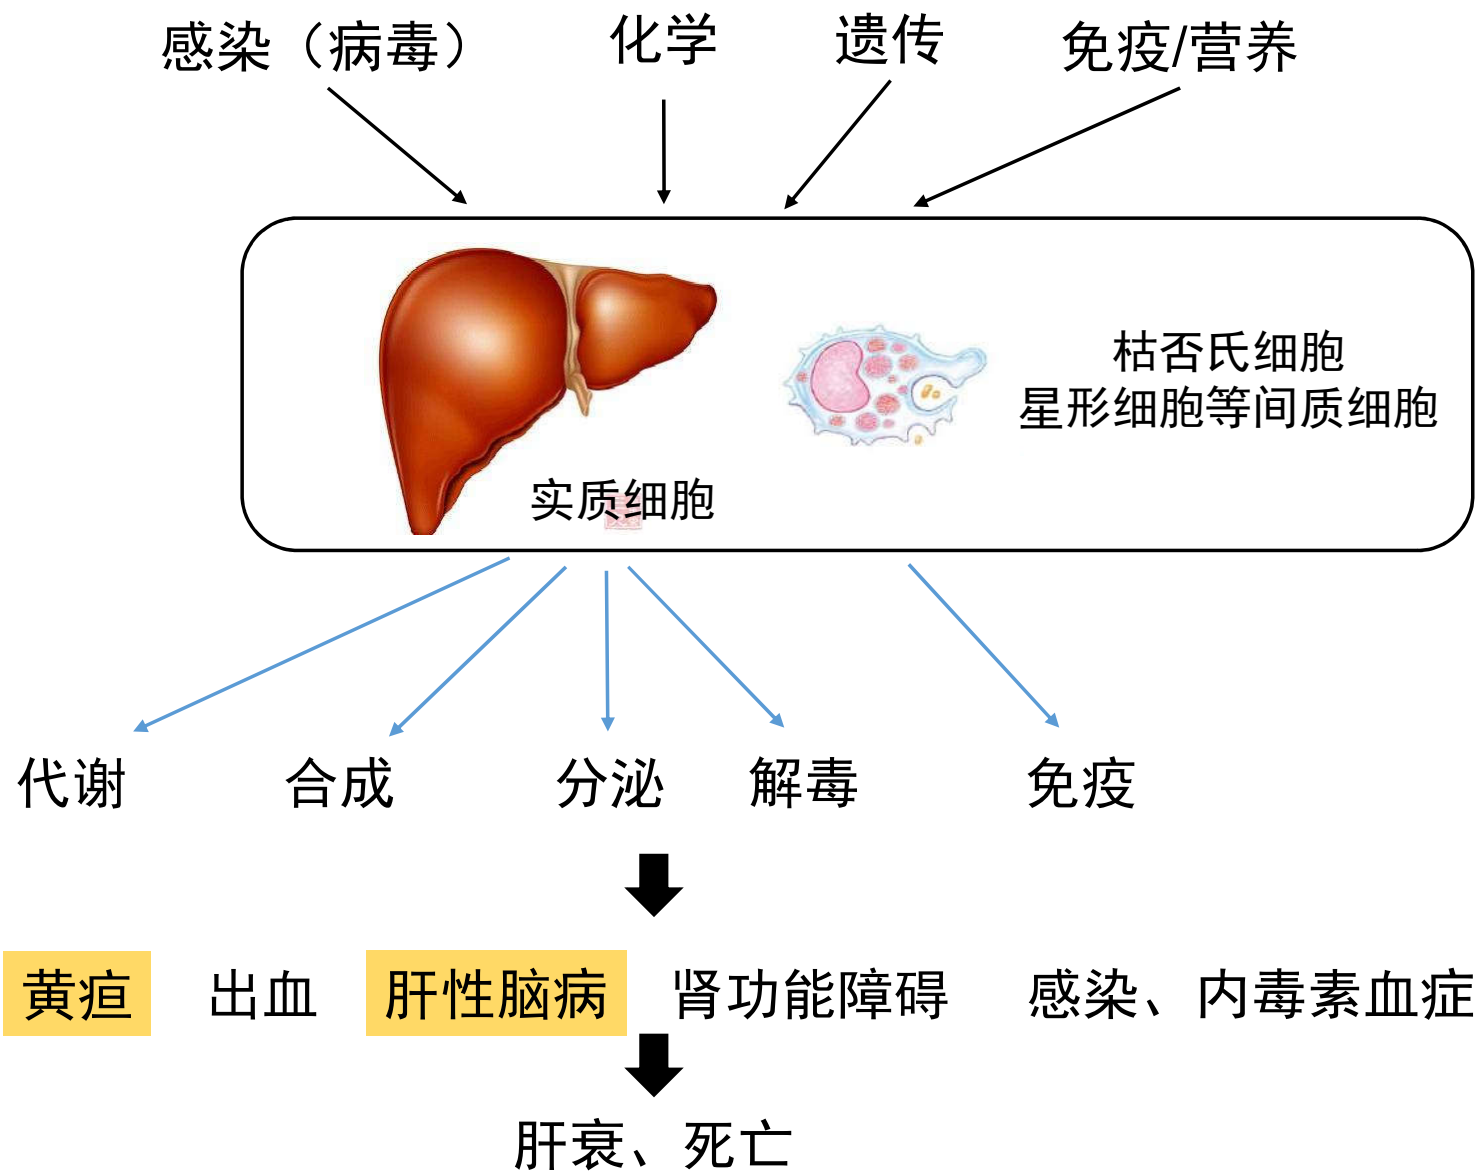 感染（病毒） 化学 遗传 免疫/营养
枯否氏细胞
星形细胞等间质细胞
实质细胞
代谢 合成 分泌 解毒 免疫
黄疸 出血 肝性脑病 肾功能障碍 感染、内毒素血症
肝衰、死亡